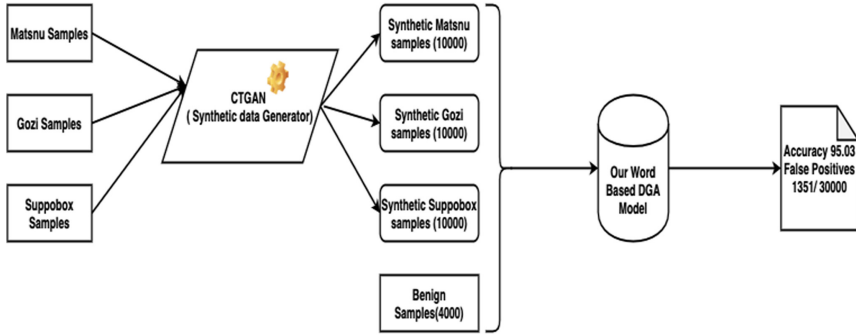 Matsnu Samples
Gozi Samples
Suppobox
Samples
CTGAN
( Synthetic data Generator)
Synthetic Matsnu
samples (10000)
Synthetic Gozi
samples (10000)
Synthetic Suppobox
samples (10000)
Benign
Samples(4000)
Our Word
Based DGA
Model
Accuracy 95.03
False Positives
1351/ 30000